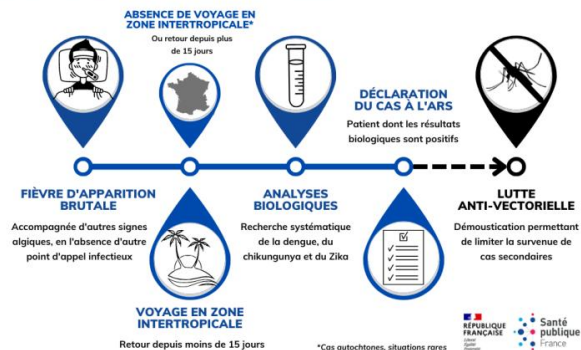 ABSENCE DE VOYAGE EN
ZONE INTERTROPICALE*
Ou retour depuis plus
de 15 jours
DÉCLARATION
DU CAS À L'ARS
Patient dont les résultats
biologiques sont positifs
FIÈVRE D'APPARITION
BRUTALE
Accompagnée d'autres signes
algiques, en l'absence d'autre
point d'appel infectieux
ANALYSES
BIOLOGIQUES
Recherche systématique
de la dengue, du
chikungunya et du Zika
LUTTE
ANTI-VECTORIELLE
Démoustication permettant
de limiter la survenue de
cas secondaires
VOYAGE EN ZONE
INTERTROPICALE
Retour depuis moins de 15 jours
*Cas autochtones, situations rares
RÉPUBLIQUE
FRANÇAISE
Liberté
Égalité
Fraternité
Santé
publique
France